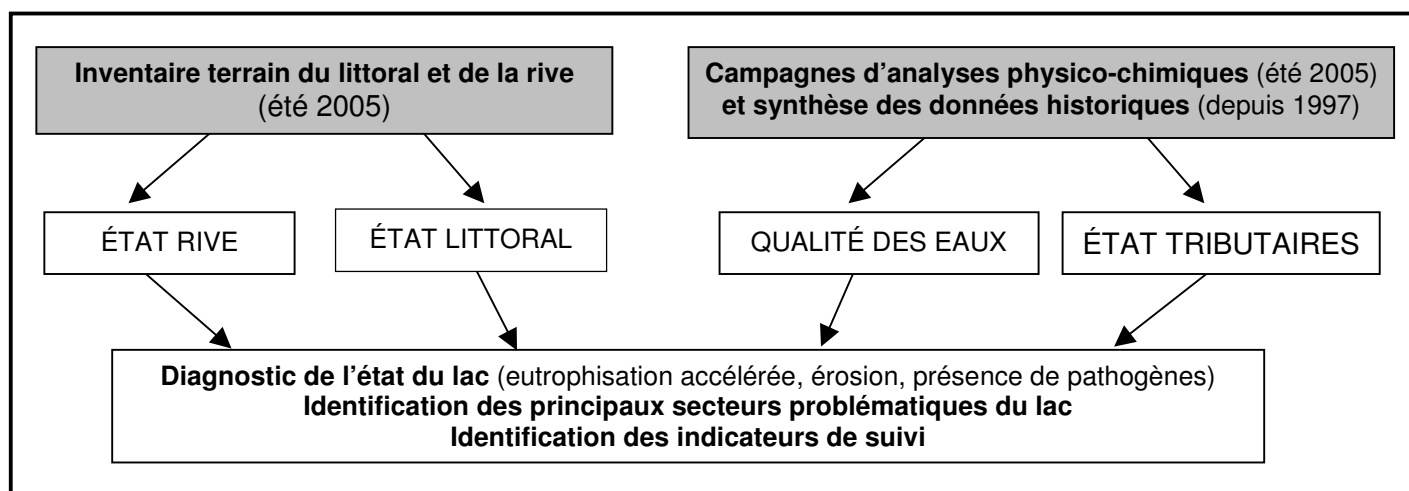 Inventaire terrain du littoral et de la rive
(été 2005)
Campagnes d'analyses physico-chimiques (été 2005)
et synthèse des données historiques (depuis 1997)
ÉTAT RIVE
ÉTAT LITTORAL
QUALITÉ DES EAUX
ÉTAT TRIBUTAIRES
Diagnostic de l'état du lac (eutrophisation accélérée, érosion, présence de pathogènes)
Identification des principaux secteurs problématiques du lac
Identification des indicateurs de suivi